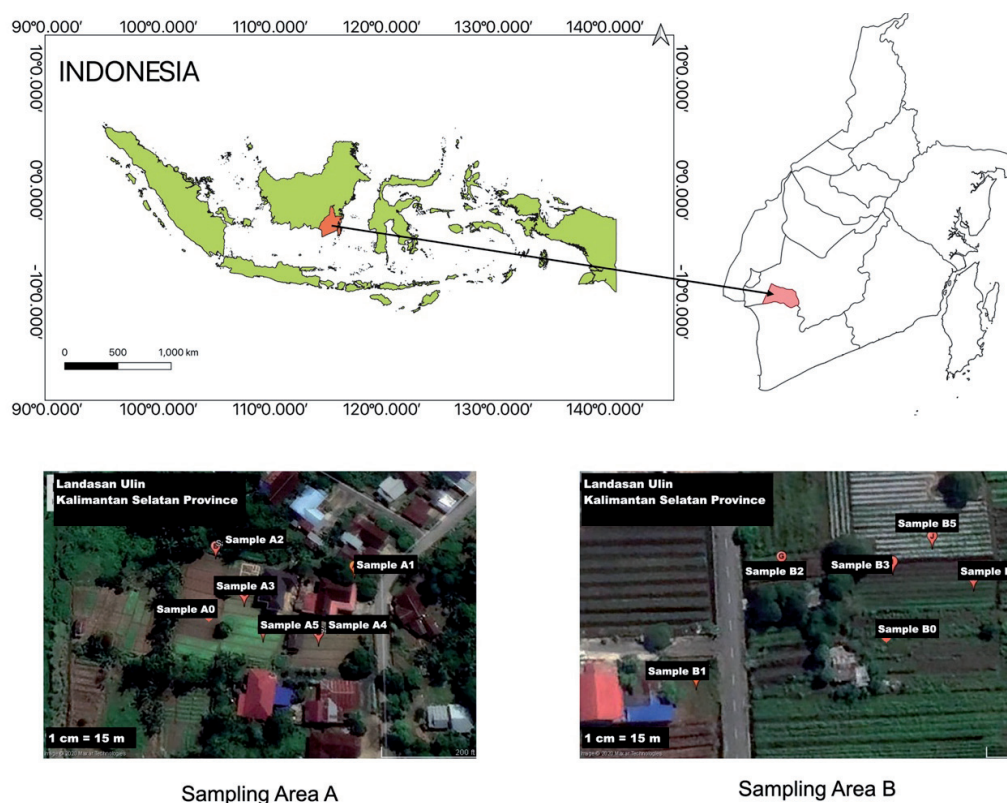 90°0.000' 100°0.000' 110°0.000' 120°0.000' 130°0.000' 140°0.000'
10°0.000'
10°0.000'
INDONESIA
0°0.000'
0°0.000'
-10°0.000'
-10°0.000'
0 500 1,000 km
90°0.000' 100°0.000' 110°0.000' 120°0.000' 130°0.000' 140°0.000'
Landasan Ulin
Kalimantan Selatan Province
Sample A2
Sample A1
Sample A3
Sample A0
Sample A5
Sample A4
1 cm = 15 m
200 ft
Sampling Area A
Landasan Ulin
Kalimantan Selatan Province
Sample B5
Sample B2
Sample B3
Sample B
Sample B0
Sample B1
1 cm = 15 m
Sampling Area B